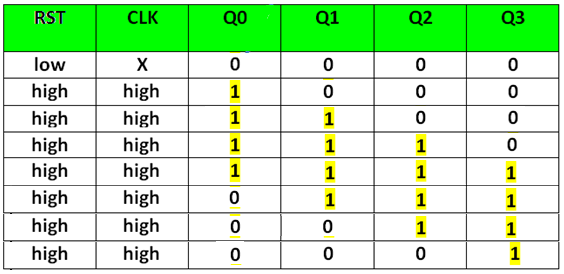 RST CLK Q0 Q1 Q2 Q3
low X 0 0 0 0
high high 1 0 0 0
high high 1 1 0 0
high high 1 1 1 0
high high 1 1 1 1
high high 0 1 1 1
high high 0 0 1 1
high high 0 0 0 1